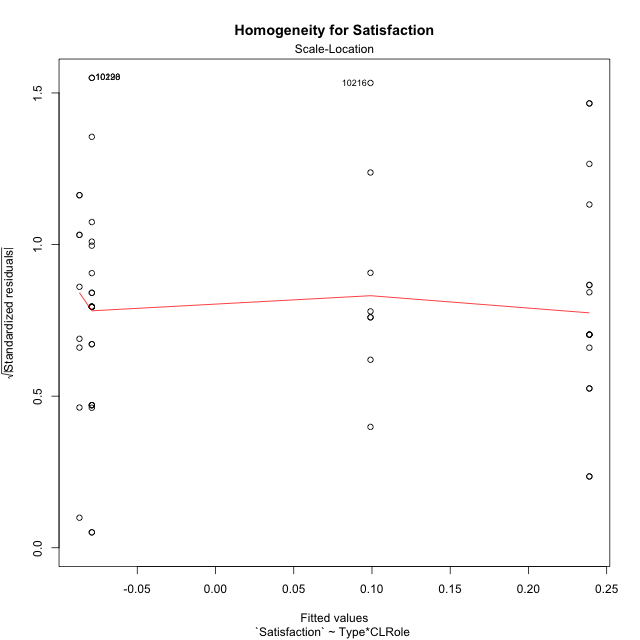 Homogeneity for Satisfaction
Scale-Location
10216
√|Standardized residuals|
0.0
0.5
1.0
1.5
-0.05
0.00
0.05
0.10
0.15
0.20
0.25
Fitted values
`Satisfaction` ~ Type*CLRole